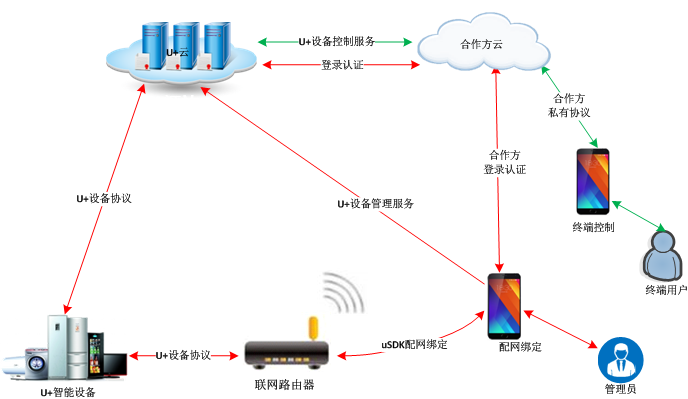 U+云
U+设备控制服务
登录认证
合作方云
合作方
私有协议
合作方
登录认证
U+设备协议
U+设备管理服务
终端控制
终端用户
uSDK配网绑定
配网绑定
U+设备协议
U+智能设备
联网路由器
管理员